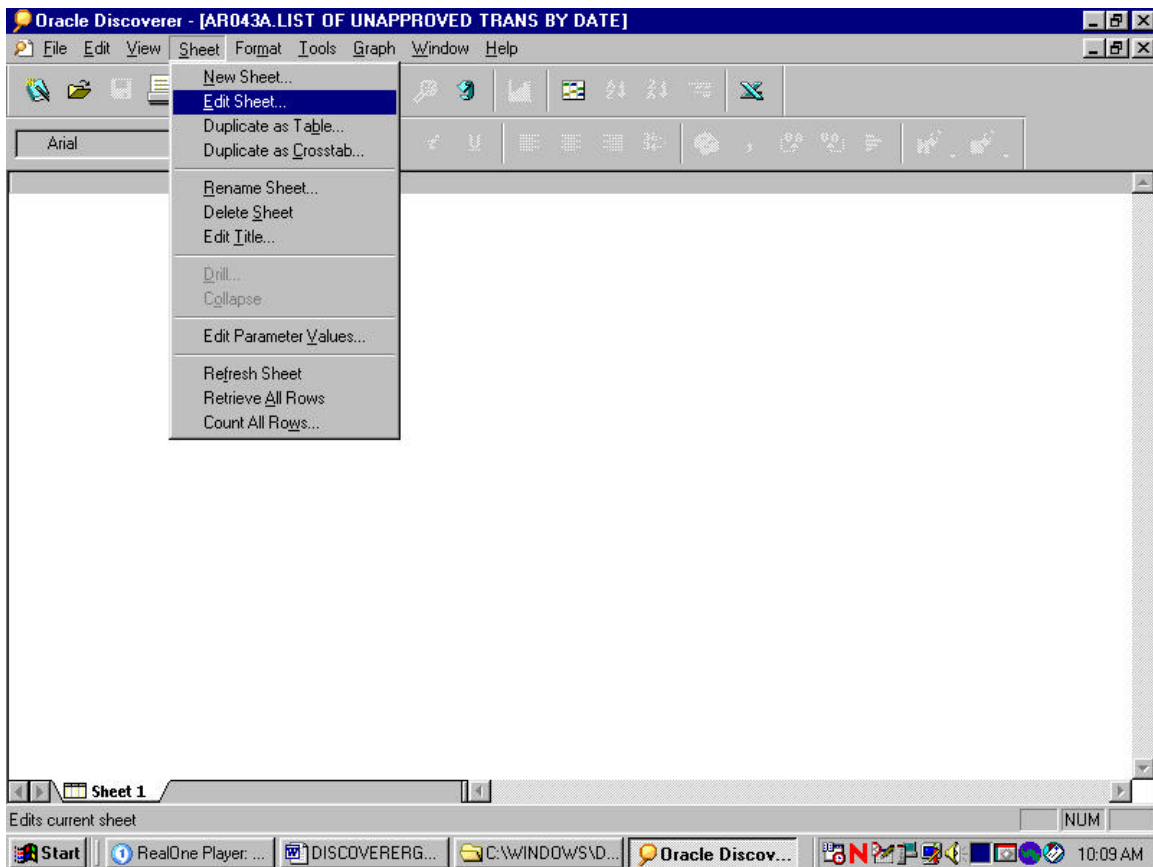 Oracle Discoverer - [AR043A.LIST OF UNAPPROVED TRANS BY DATE]
File Edit View Sheet Format Tools Graph Window Help
New Sheet...
Edit Sheet...
Duplicate as Table...
Duplicate as Crosstab...
Rename Sheet...
Delete Sheet
Edit Title...
Drill...
Collapse
Edit Parameter Values...
Refresh Sheet
Retrieve All Rows
Count All Rows...
Arial
Sheet 1
Edits current sheet NUM
Start RealOne Player: ... DISCOVERERG... C:\WINDOWS\D... Oracle Discov... N 10:09 AM